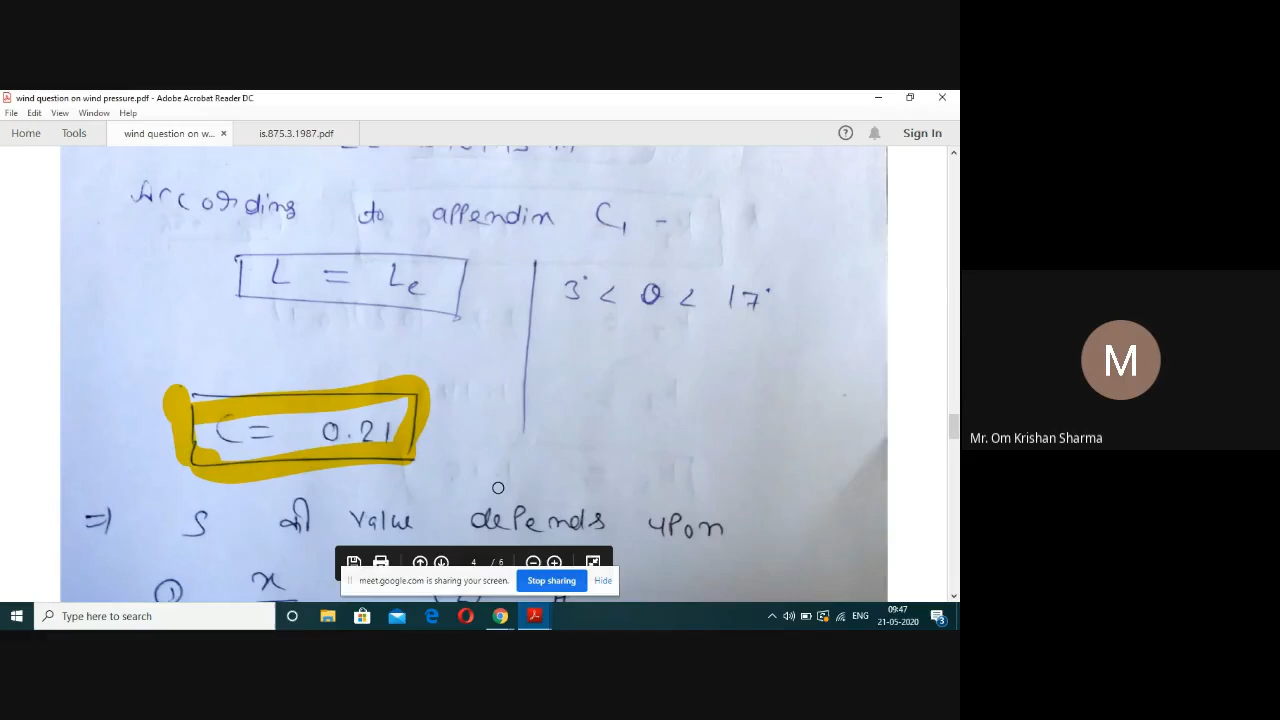 wind question on wind pressure.pdf - Adobe Acrobat Reader DC
File Edit View Window Help
Home Tools wind question on w... × is.875.3.1987.pdf Sign In
According to appendin C1 -
L = Le
3° < θ < 17°
C = 0.21
⇒ S की value depends upon
① x
4 / 6
meet.google.com is sharing your screen. Stop sharing Hide
M
Mr. Om Krishan Sharma
Type here to search
ENG
09:47
21-05-2020
3